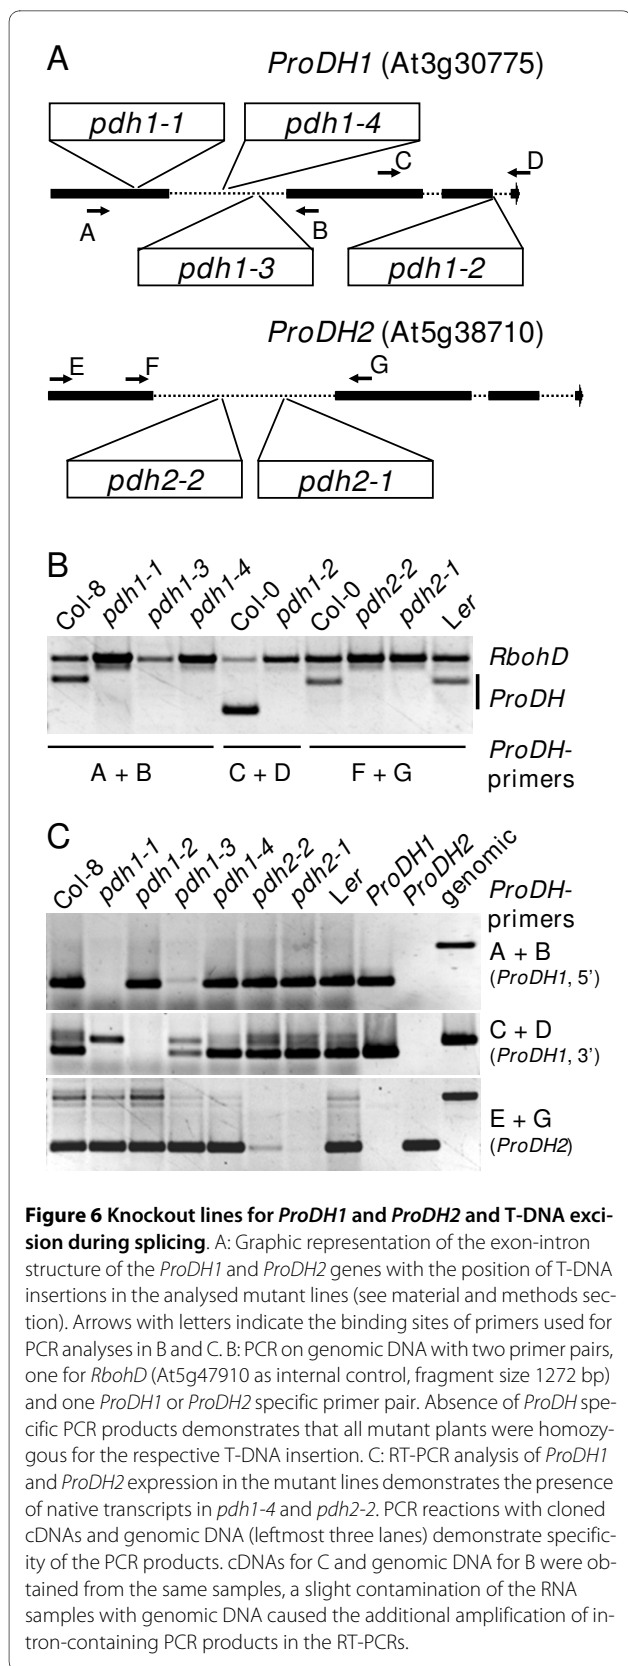 A
ProDH1 (At3g30775)
pdh1-1
pdh1-4
C
D
A
B
pdh1-3
pdh1-2
ProDH2 (At5g38710)
E
F
G
pdh2-2
pdh2-1
B
Col-8
pdh1-1
pdh1-3
pdh1-4
Col-0
pdh1-2
Col-0
pdh2-2
pdh2-1
Ler
RbohD
ProDH
A + B
C + D
F + G
ProDH-
primers
C
Col-8
pdh1-1
pdh1-2
pdh1-3
pdh1-4
pdh2-2
pdh2-1
Ler
ProDH1
ProDH2
genomic
ProDH-
primers
A + B
(ProDH1, 5')
C + D
(ProDH1, 3')
E + G
(ProDH2)
Figure 6 Knockout lines for ProDH1 and ProDH2 and T-DNA exci-
sion during splicing. A: Graphic representation of the exon-intron
structure of the ProDH1 and ProDH2 genes with the position of T-DNA
insertions in the analysed mutant lines (see material and methods sec-
tion). Arrows with letters indicate the binding sites of primers used for
PCR analyses in B and C. B: PCR on genomic DNA with two primer pairs,
one for RbohD (At5g47910 as internal control, fragment size 1272 bp)
and one ProDH1 or ProDH2 specific primer pair. Absence of ProDH spe-
cific PCR products demonstrates that all mutant plants were homozy-
gous for the respective T-DNA insertion. C: RT-PCR analysis of ProDH1
and ProDH2 expression in the mutant lines demonstrates the presence
of native transcripts in pdh1-4 and pdh2-2. PCR reactions with cloned
cDNAs and genomic DNA (leftmost three lanes) demonstrate specific-
ity of the PCR products. cDNAs for C and genomic DNA for B were ob-
tained from the same samples, a slight contamination of the RNA
samples with genomic DNA caused the additional amplification of in-
tron-containing PCR products in the RT-PCRs.